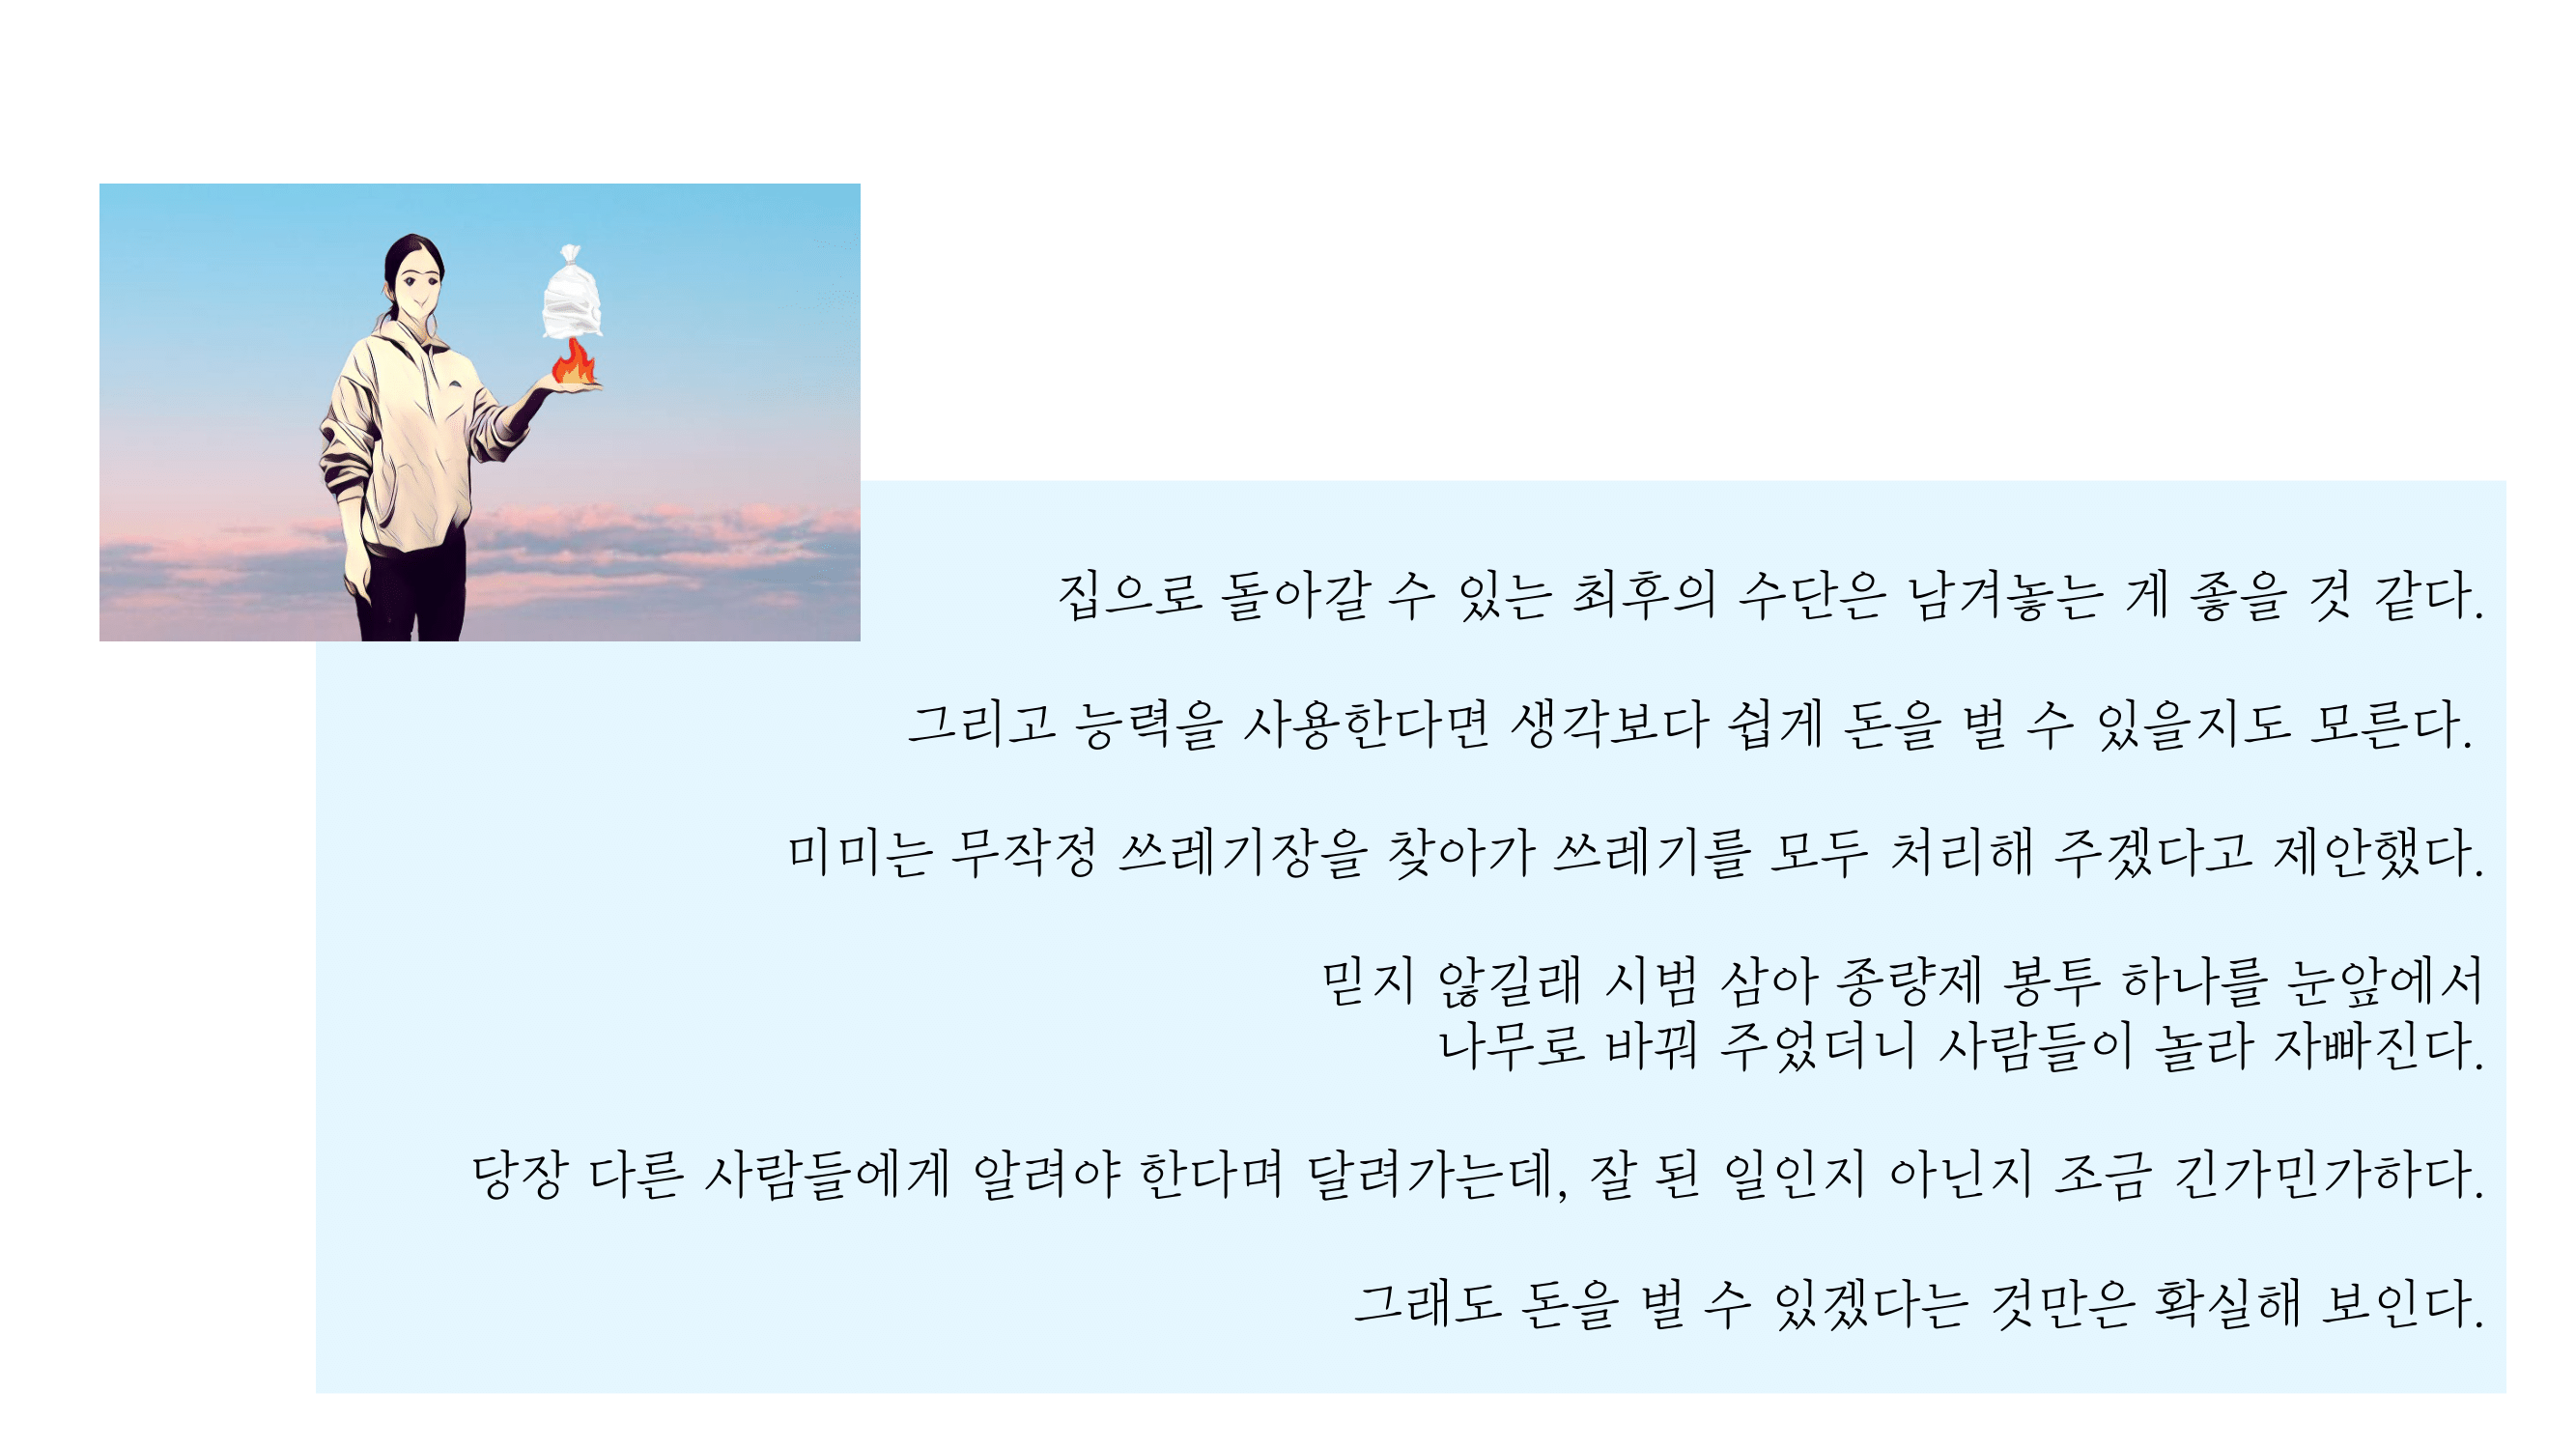 집으로 돌아갈 수 있는 최후의 수단은 남겨놓는 게 좋을 것 같다.
그리고 능력을 사용한다면 생각보다 쉽게 돈을 벌 수 있을지도 모른다.
미미는 무작정 쓰레기장을 찾아가 쓰레기를 모두 처리해 주겠다고 제안했다.
믿지 않길래 시범 삼아 종량제 봉투 하나를 눈앞에서
나무로 바꿔 주었더니 사람들이 놀라 자빠진다.
당장 다른 사람들에게 알려야 한다며 달려가는데, 잘 된 일인지 아닌지 조금 긴가민가하다.
그래도 돈을 벌 수 있겠다는 것만은 확실해 보인다.